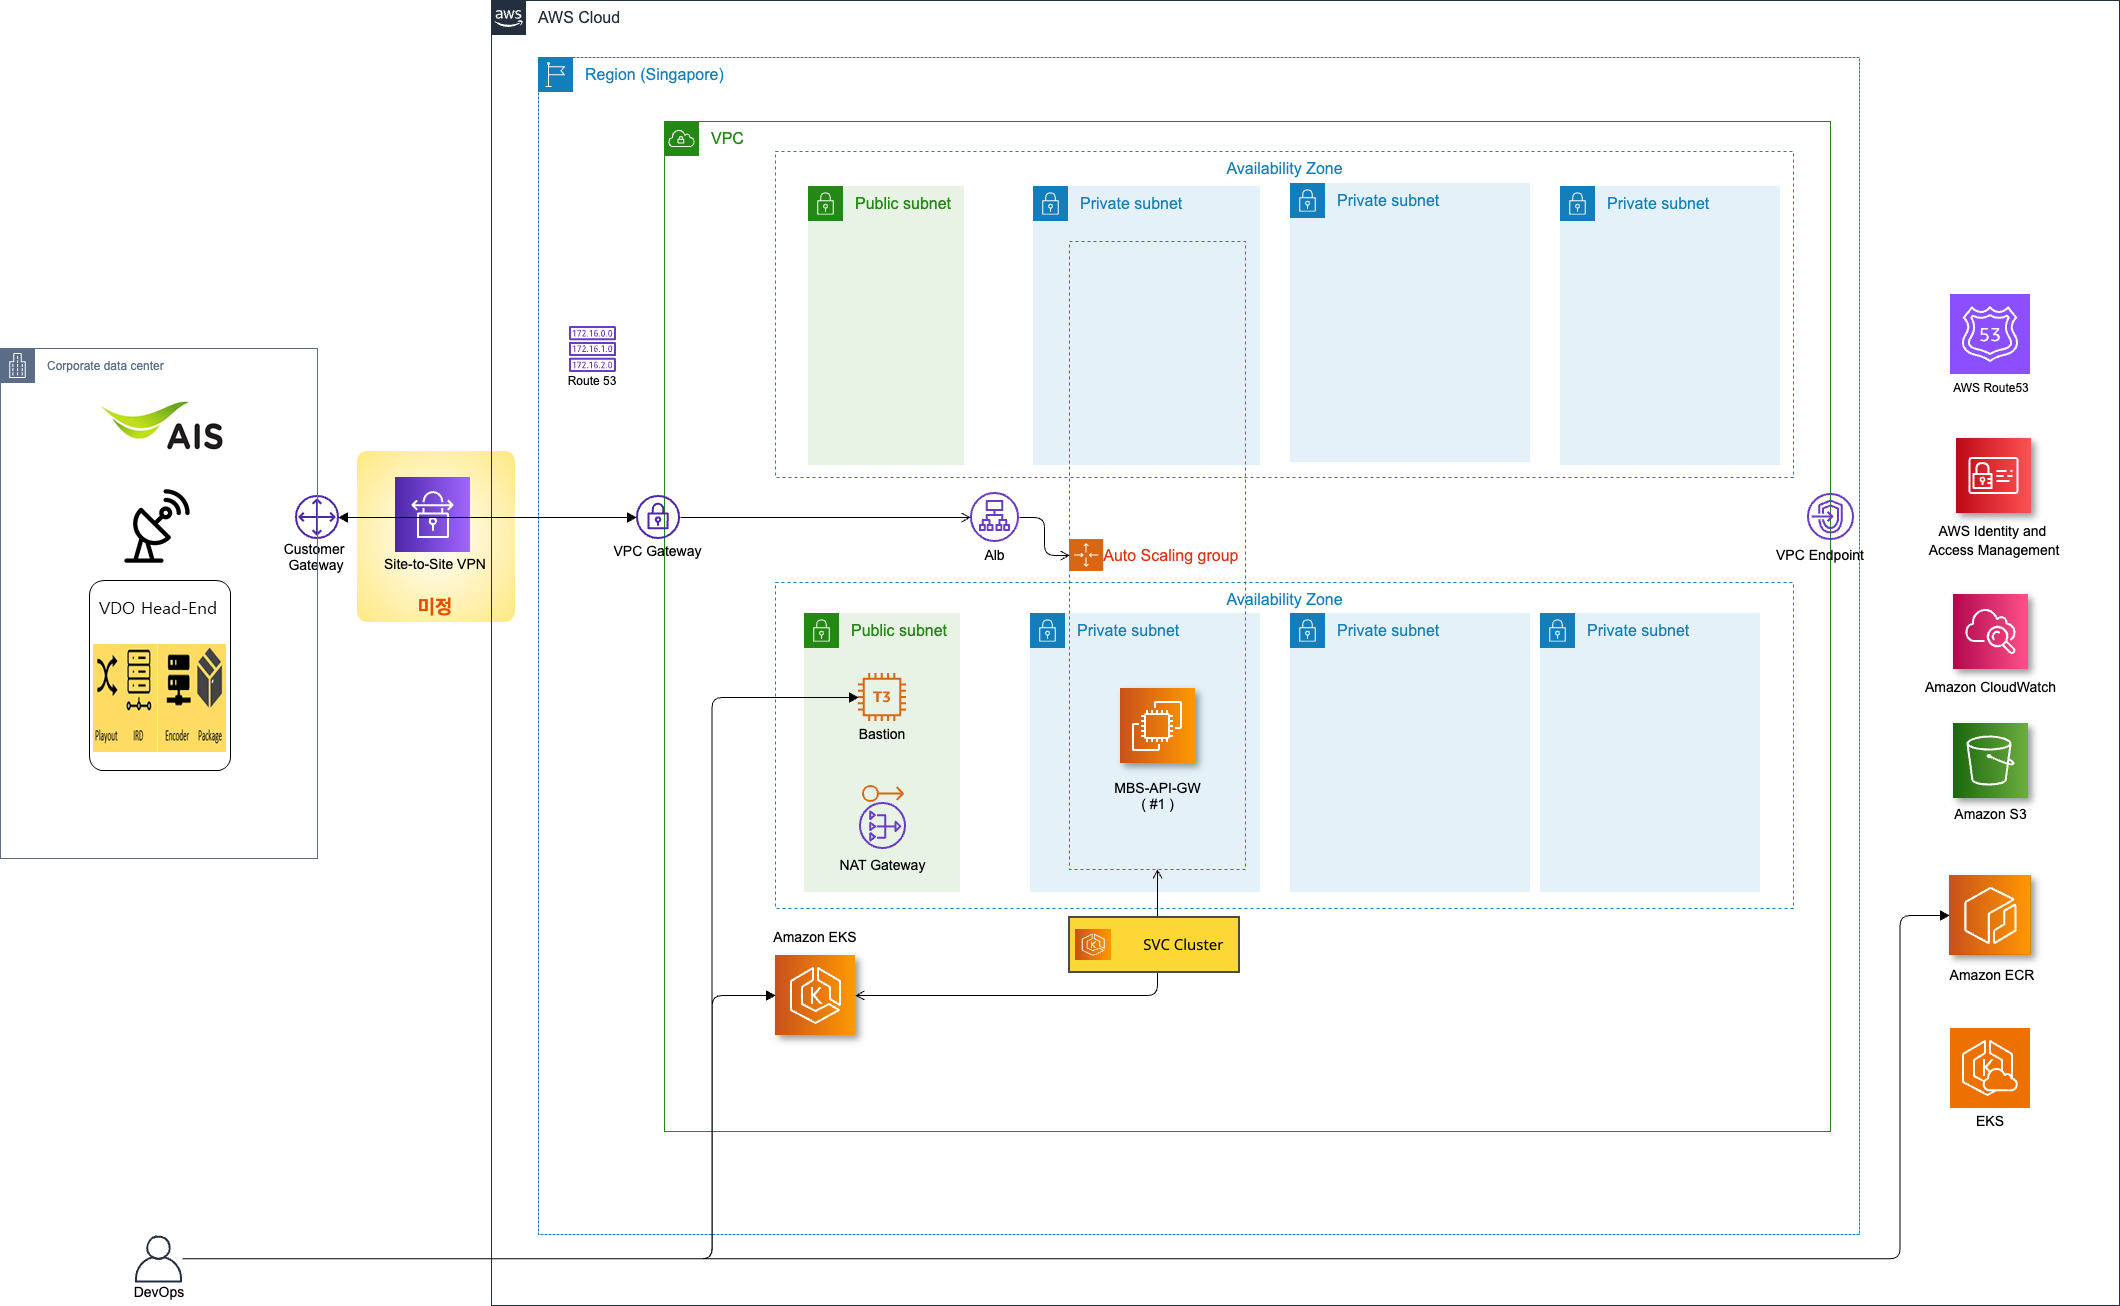 aws
AWS Cloud
Region (Singapore)
VPC
Availability Zone
Public subnet
Private subnet
Private subnet
Private subnet
172.16.0.0
172.16.1.0
172.16.2.0
Route 53
53
AWS Route53
Corporate data center
AIS
Customer
Gateway
Site-to-Site VPN
미정
VPC Gateway
Alb
Auto Scaling group
VPC Endpoint
AWS Identity and
Access Management
VDO Head-End
Playout
IRD
Encoder
Package
Availability Zone
Public subnet
Private subnet
Private subnet
Private subnet
T3
Bastion
MBS-API-GW
( #1 )
NAT Gateway
Amazon CloudWatch
Amazon S3
Amazon EKS
K
SVC Cluster
Amazon ECR
K
EKS
DevOps